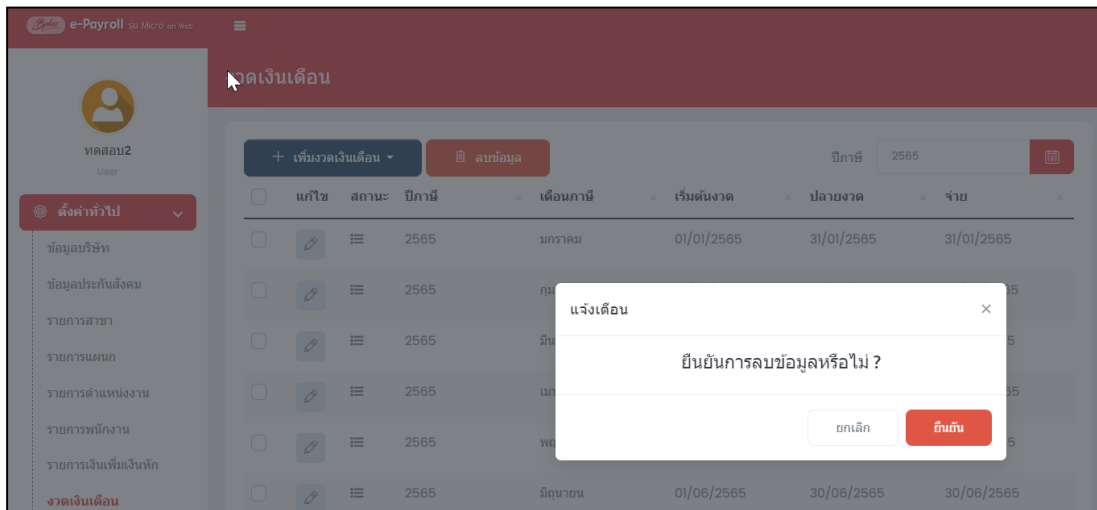 e-Payroll รุ่น Micro on Web
งวดเงินเดือน
ทดสอบ2
User
ตั้งค่าทั่วไป
ข้อมูลบริษัท
ข้อมูลประกันสังคม
รายการสาขา
รายการแผนก
รายการตำแหน่งงาน
รายการพนักงาน
รายการเงินเพิ่มเงินหัก
งวดเงินเดือน
+ เพิ่มงวดเงินเดือน ลบข้อมูล ปีภาษี 2565
แก้ไข สถานะ ปีภาษี เดือนภาษี เริ่มต้นงวด ปลายงวด จ่าย
2565 มกราคม 01/01/2565 31/01/2565 31/01/2565
2565 กุม 65
2565 มีน 5
2565 เมษ 65
2565 พฤ 5
2565 มิถุนายน 01/06/2565 30/06/2565 30/06/2565
แจ้งเตือน ×
ยืนยันการลบข้อมูลหรือไม่ ?
ยกเลิก ยืนยัน